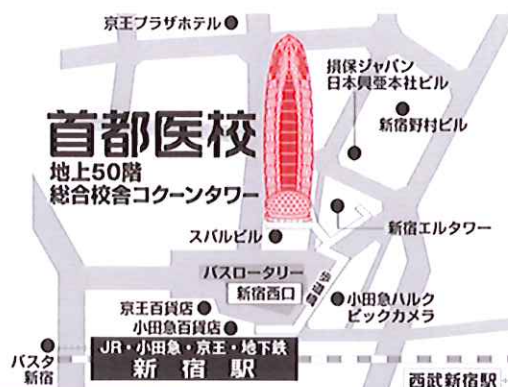 京王プラザホテル
損保ジャパン
日本興亜本社ビル
新宿野村ビル
首都医校
地上50階
総合校舎コクーンタワー
新宿エルタワー
スバルビル
バスロータリー
新宿西口
京王百貨店
小田急百貨店
小田急ハルク
ビックカメラ
バスタ
新宿
JR・小田急・京王・地下鉄
新宿駅
西武新宿駅